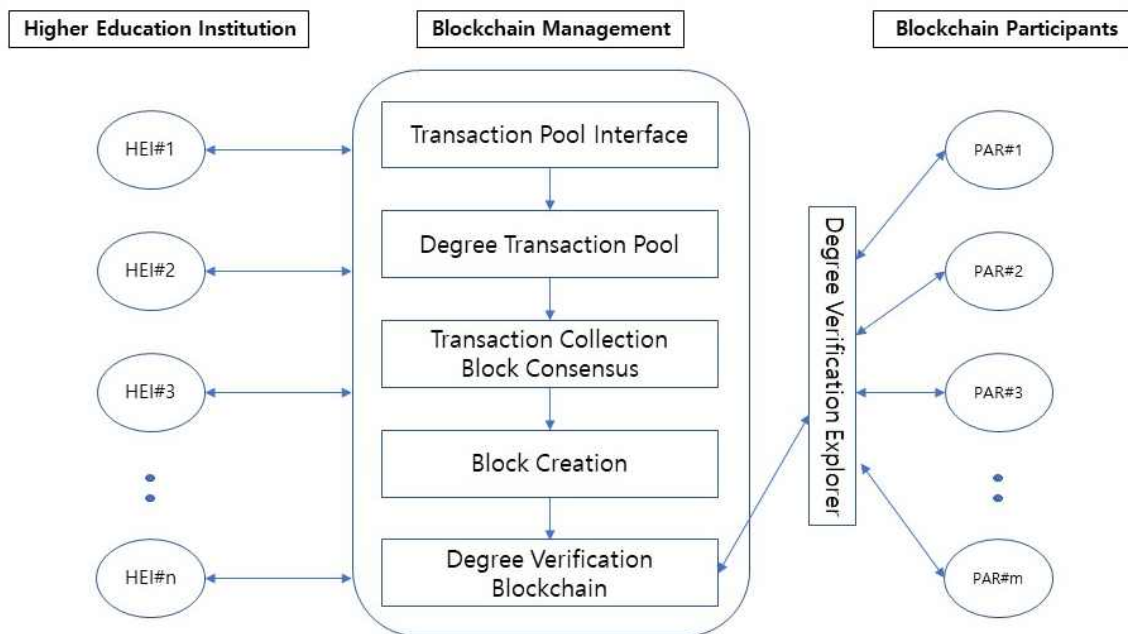 Higher Education Institution
Blockchain Management
Blockchain Participants
HEI#1
HEI#2
HEI#3
HEI#n
Transaction Pool Interface
Degree Transaction Pool
Transaction Collection
Block Consensus
Block Creation
Degree Verification
Blockchain
Degree Verification Explorer
PAR#1
PAR#2
PAR#3
PAR#m